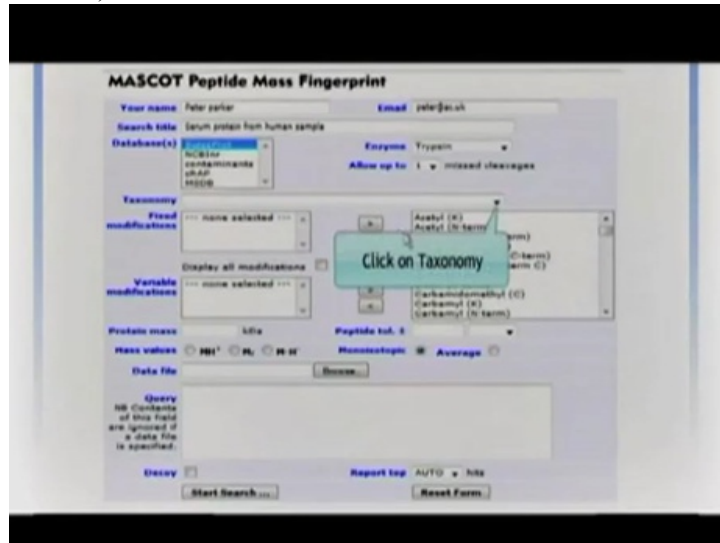 MASCOT Peptide Mass Fingerprint
Your name Peter parker Email
Search title Serum protein from human sample
Database(s) SwissProt Enzyme Trypsin
NCBInr
contaminants Allow up to 1 missed cleavages
cRAP
MSDB
Taxonomy
Fixed modifications --- none selected --- > Acetyl (K)
Acetyl (N-term)
Click on Taxonomy
Display all modifications
Variable modifications --- none selected --- Carbamidomethyl (C)
< Carbamyl (K)
Carbamyl (N-term)
Protein mass kDa Peptide tol. ±
Mass values MH+ Mr M-H- Monoisotopic Average
Data file Browse...
Query
NB Contents
of this field
are ignored if
a data file
is specified.
Decoy Report top AUTO hits
Start Search ... Reset Form